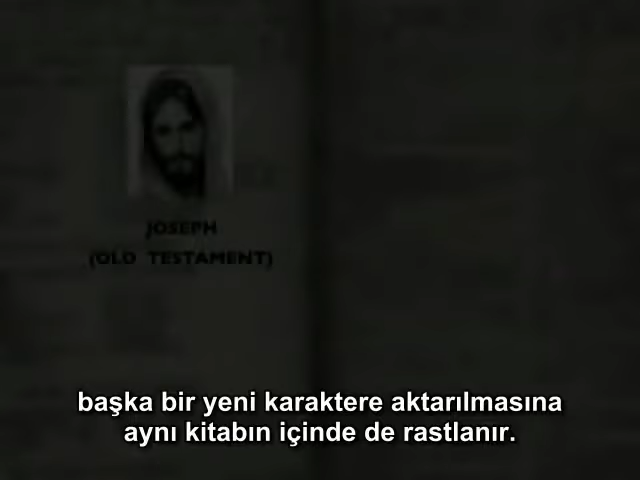 JOSEPH
(OLD TESTAMENT)
başka bir yeni karaktere aktarılmasına
aynı kitabın içinde de rastlanır.